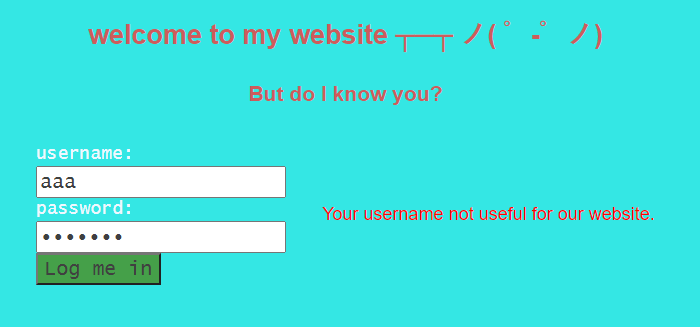 welcome to my website ┬─┬ ノ( ゜-゜ノ)
But do I know you?
username:
aaa
password:
•••••••
Your username not useful for our website.
Log me in